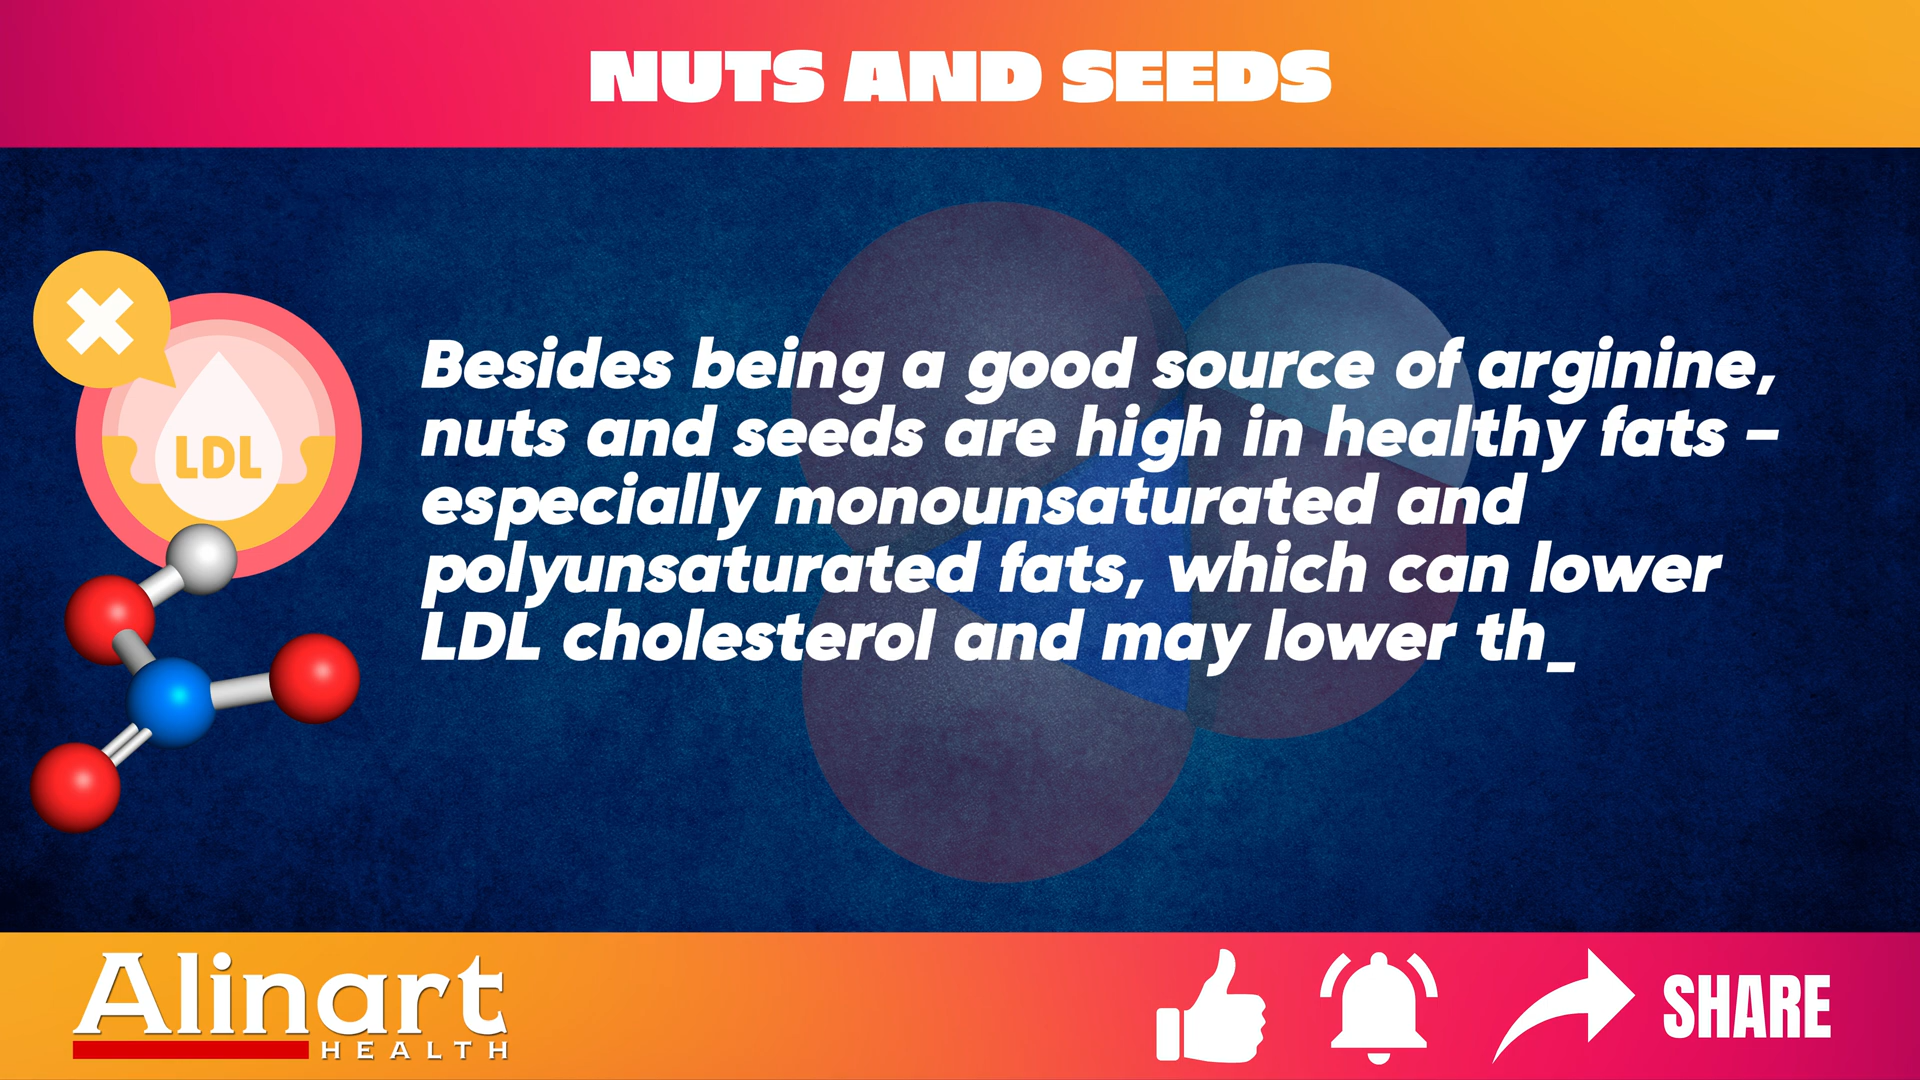 NUTS AND SEEDS
LDL
Besides being a good source of arginine,
nuts and seeds are high in healthy fats –
especially monounsaturated and
polyunsaturated fats, which can lower
LDL cholesterol and may lower th_
Alinart
HEALTH
SHARE